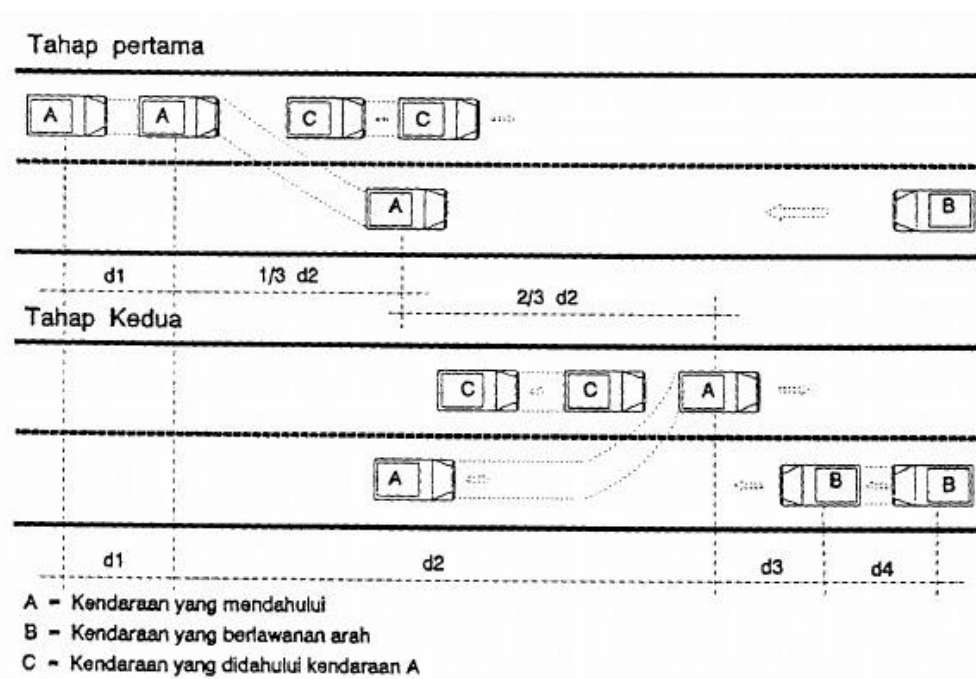 Tahap pertama
A A C C
A B
d1 1/3 d2
2/3 d2
Tahap Kedua
C C A
A B B
d1 d2 d3 d4
A = Kendaraan yang mendahului
B = Kendaraan yang berlawanan arah
C = Kendaraan yang didahului kendaraan A